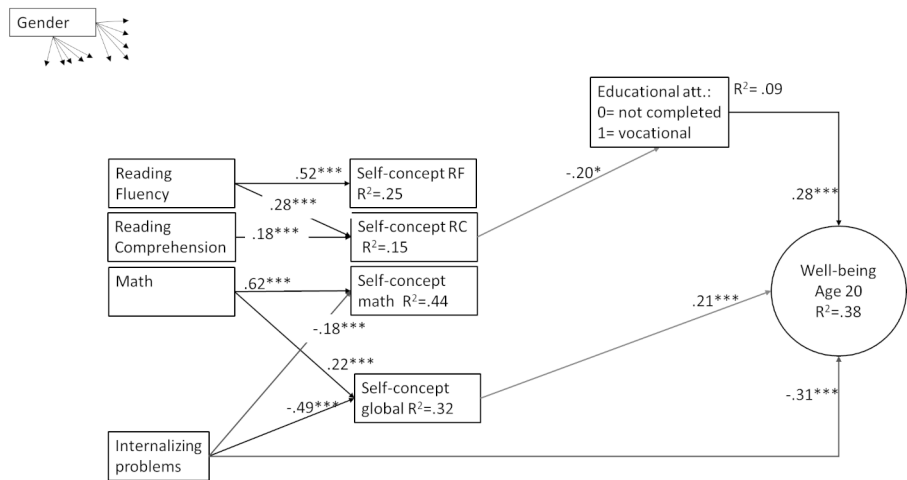 Gender
Educational att.:
0= not completed
1= vocational
R²= .09
Reading
Fluency
.52***
Self-concept RF
R²=.25
-.20*
.28***
.28***
Reading
Comprehension
.18***
Self-concept RC
R²=.15
Math
.62***
Self-concept
math R²=.44
Well-being
Age 20
R²=.38
.21***
-.18***
.22***
Self-concept
global R²=.32
-.49***
-.31***
Internalizing
problems